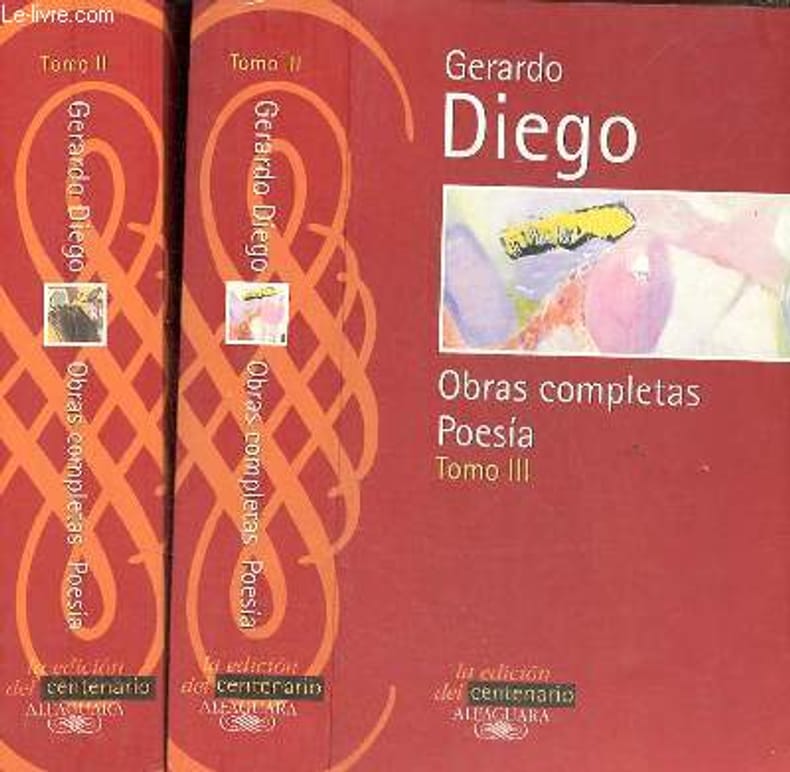 Le-livre.com
Tomo II
Gerardo Diego
Obras completas Poesía
la edición
del centenario
ALFAGUARA
Tomo II
Gerardo Diego
Obras completas Poesía
la edición
del centenario
ALFAGUARA
Gerardo
Diego
Obras completas
Poesía
Tomo III
la edición
del centenario
ALFAGUARA